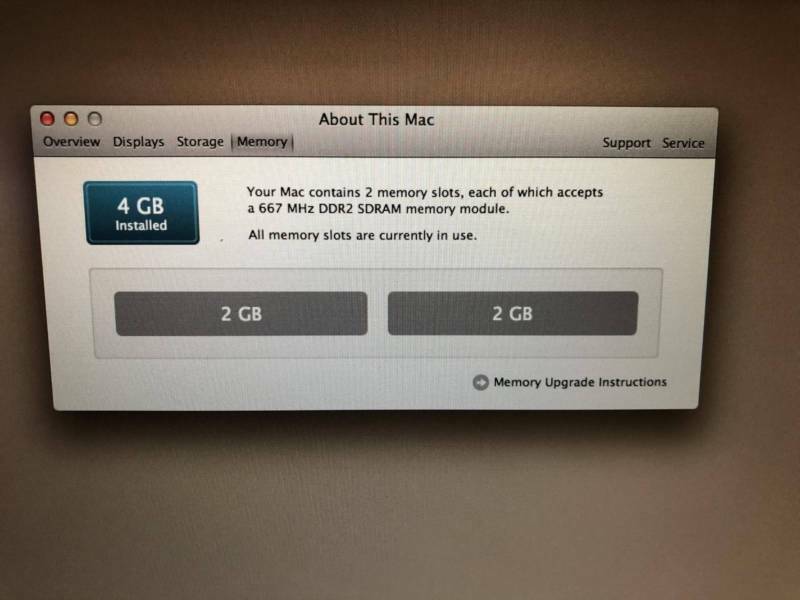 About This Mac
Overview Displays Storage Memory Support Service
4 GB
Installed
Your Mac contains 2 memory slots, each of which accepts
a 667 MHz DDR2 SDRAM memory module.
All memory slots are currently in use.
2 GB 2 GB
Memory Upgrade Instructions